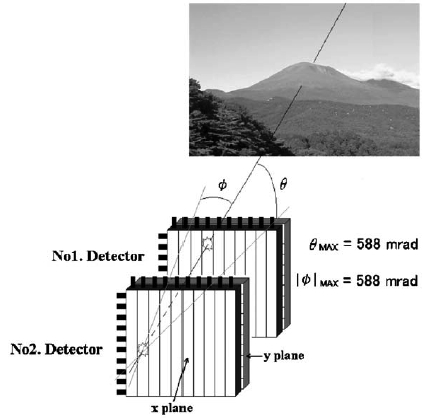 φ
θ
θMAX = 588 mrad
No1. Detector
|φ|MAX = 588 mrad
No2. Detector
y plane
x plane